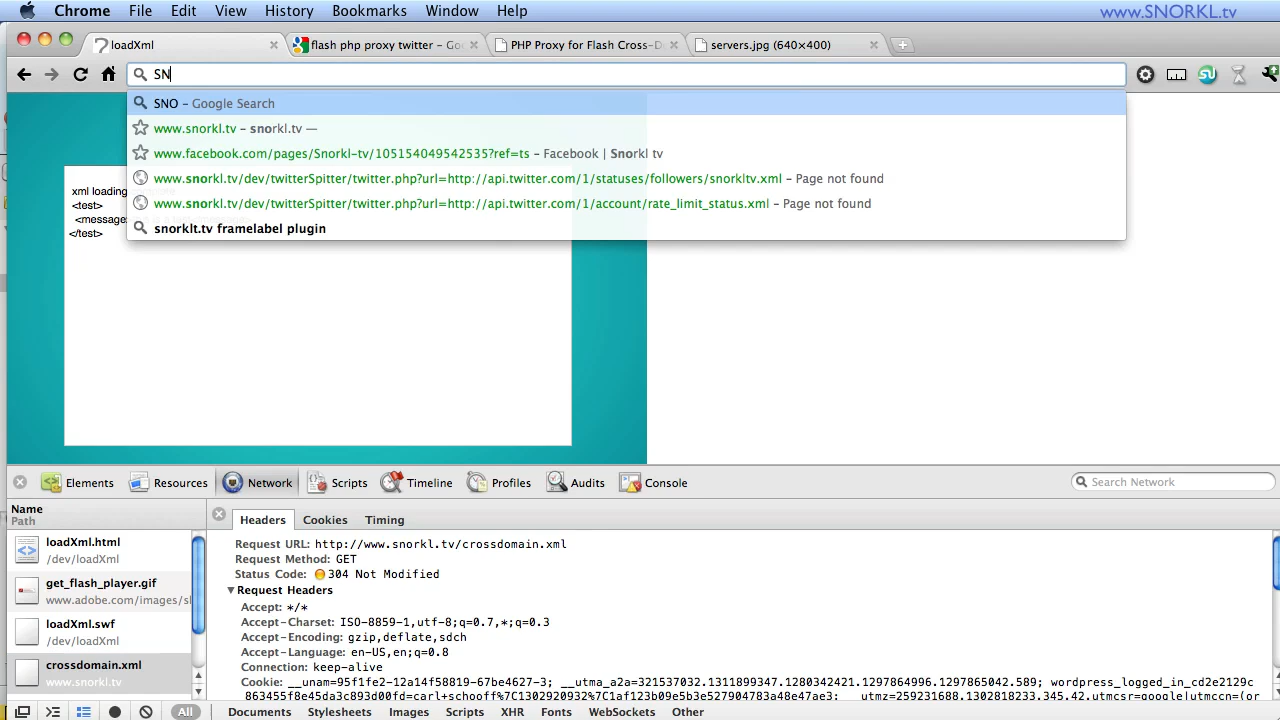 Chrome File Edit View History Bookmarks Window Help www.SNORKL.tv
loadXml flash php proxy twitter – Go PHP Proxy for Flash Cross-D servers.jpg (640×400)
SN
SNO – Google Search
www.snorkl.tv – snorkl.tv —
www.facebook.com/pages/Snorkl-tv/105154049542535?ref=ts – Facebook | Snorkl tv
www.snorkl.tv/dev/twitterSpitter/twitter.php?url=http://api.twitter.com/1/statuses/followers/snorkltv.xml – Page not found
www.snorkl.tv/dev/twitterSpitter/twitter.php?url=http://api.twitter.com/1/account/rate_limit_status.xml – Page not found
snorklt.tv framelabel plugin
xml loading
<test>
<message
</test>
Elements Resources Network Scripts Timeline Profiles Audits Console Search Network
Name
Path
Headers Cookies Timing
loadXml.html
/dev/loadXml
get_flash_player.gif
www.adobe.com/images/sl
loadXml.swf
/dev/loadXml
crossdomain.xml
www.snorkl.tv
Request URL: http://www.snorkl.tv/crossdomain.xml
Request Method: GET
Status Code: 304 Not Modified
Request Headers
Accept: */*
Accept-Charset: ISO-8859-1,utf-8;q=0.7,*;q=0.3
Accept-Encoding: gzip,deflate,sdch
Accept-Language: en-US,en;q=0.8
Connection: keep-alive
All Documents Stylesheets Images Scripts XHR Fonts WebSockets Other